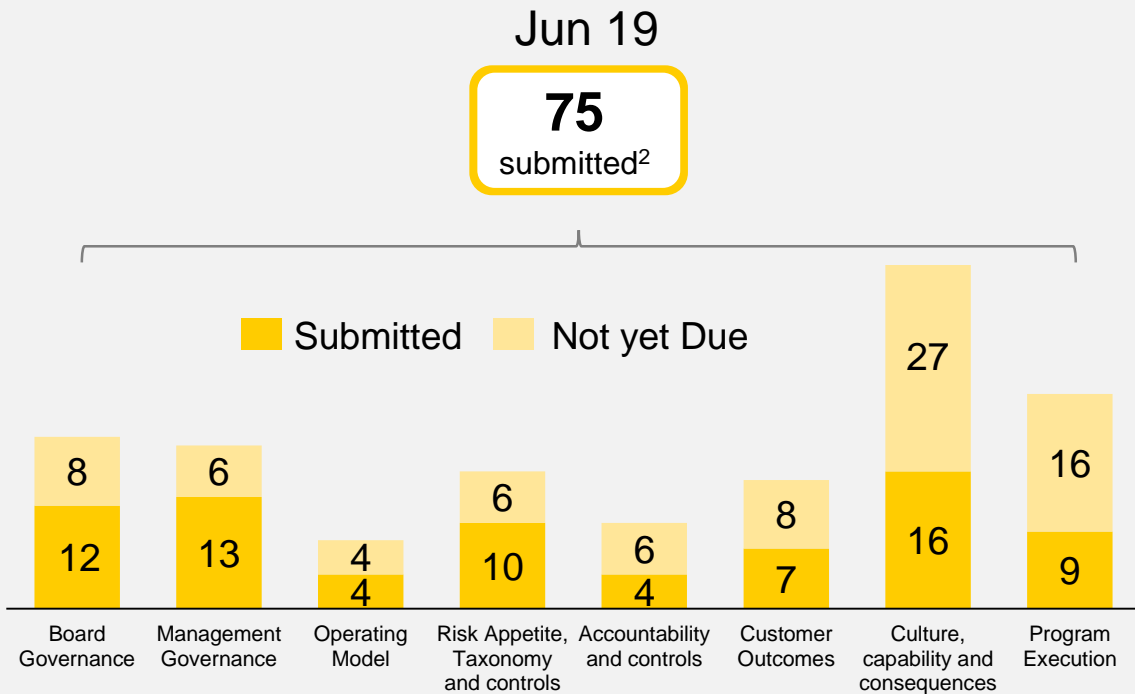 Jun 19
75
submitted2
Submitted Not yet Due
27
8 6 6 8 16
4 6
12 13 10 16
4 4 7 9
Board Management Operating Risk Appetite, Accountability Customer Culture, Program
Governance Governance Model Taxonomy and controls Outcomes capability and Execution
and controls consequences